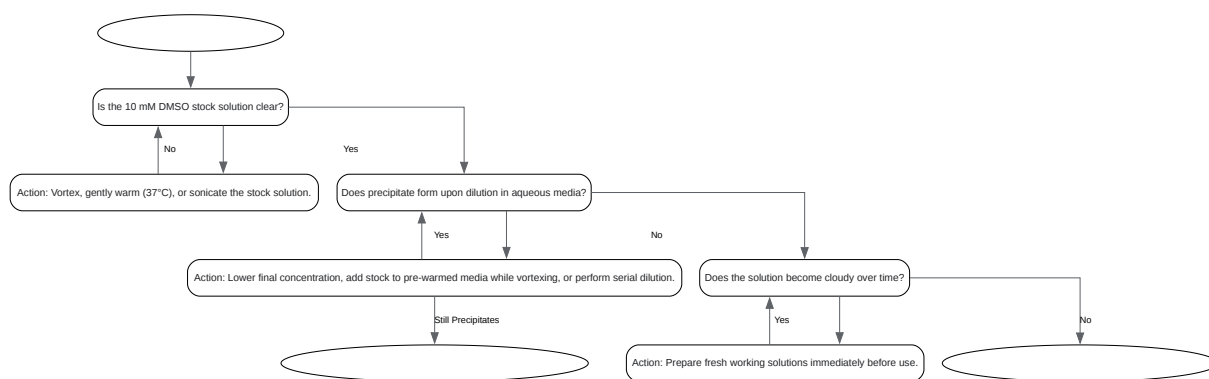 Is the 10 mM DMSO stock solution clear?
No
Yes
Action: Vortex, gently warm (37°C), or sonicate the stock solution.
Does precipitate form upon dilution in aqueous media?
Yes
No
Action: Lower final concentration, add stock to pre-warmed media while vortexing, or perform serial dilution.
Does the solution become cloudy over time?
Still Precipitates
Yes
No
Action: Prepare fresh working solutions immediately before use.